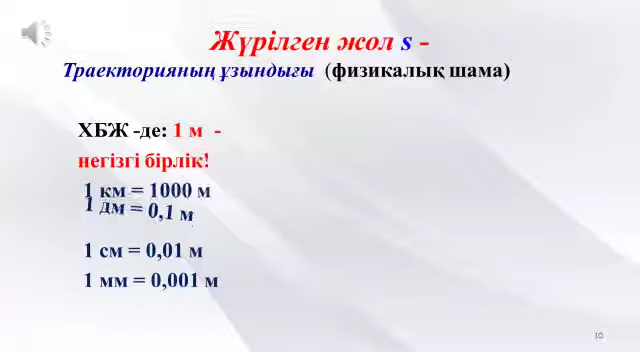 Жүрілген жол s -
Траекторияның ұзындығы (физикалық шама)
ХБЖ -де: 1 м -
негізгі бірлік!
1 км = 1000 м
1 дм = 0,1 м
1 см = 0,01 м
1 мм = 0,001 м
10